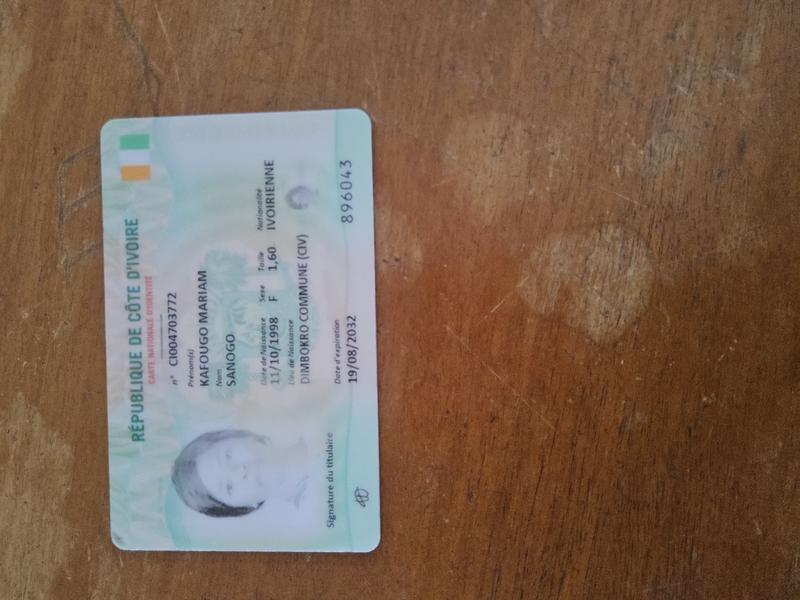 RÉPUBLIQUE DE CÔTE D'IVOIRE
CARTE NATIONALE D'IDENTITÉ
n° CI004703772
Prénom(s)
KAFOUGO MARIAM
Nom
SANOGO
Date de Naissance Sexe Taille Nationalité
11/10/1998 F 1,60 IVOIRIENNE
Lieu de Naissance
DIMBOKRO COMMUNE (CIV)
Signature du titulaire
Date d'expiration
19/08/2032
896043